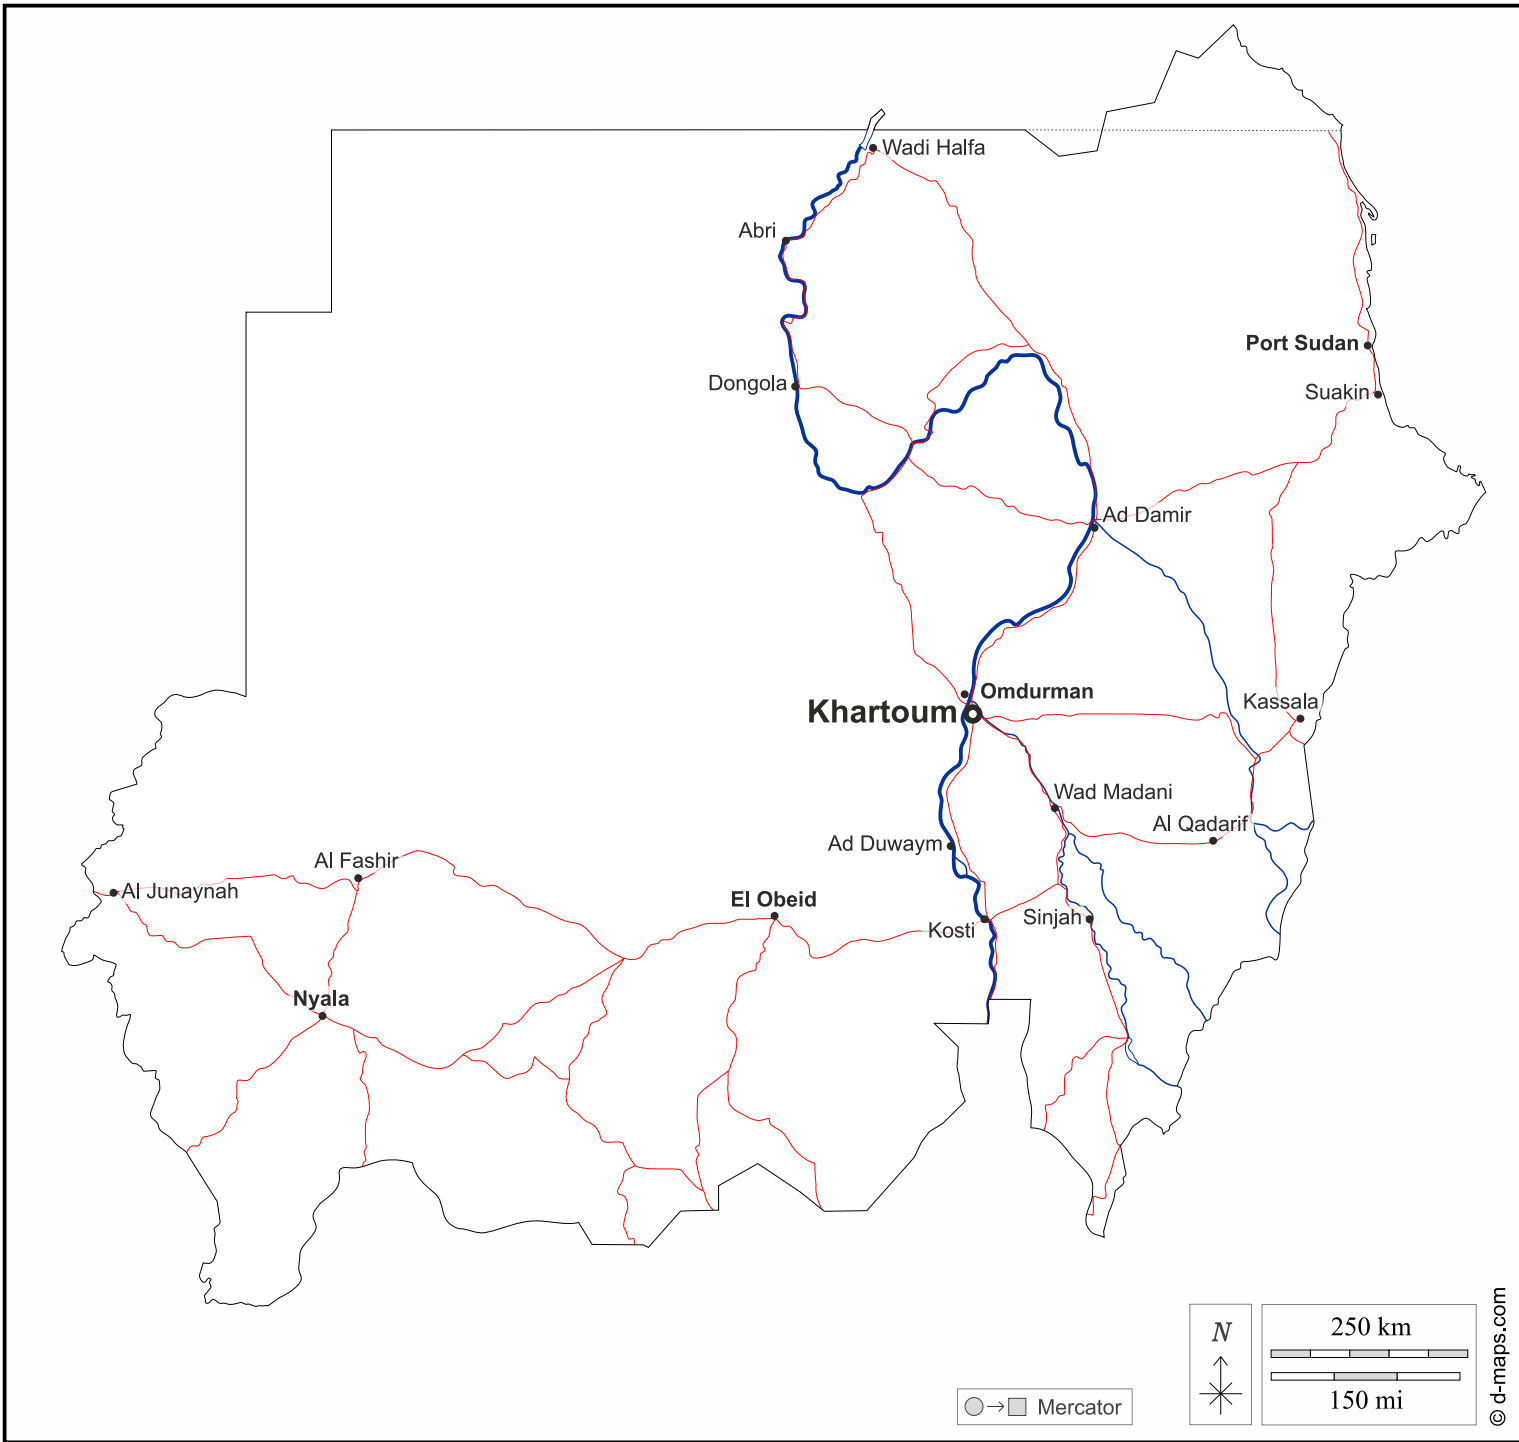 Wadi Halfa
Abri
Port Sudan
Dongola
Suakin
Ad Damir
Omdurman
Kassala
Khartoum
Wad Madani
Al Qadarif
Ad Duwaym
Al Fashir
Al Junaynah
El Obeid
Kosti
Sinjah
Nyala
N
250 km
150 mi
Mercator
© d-maps.com